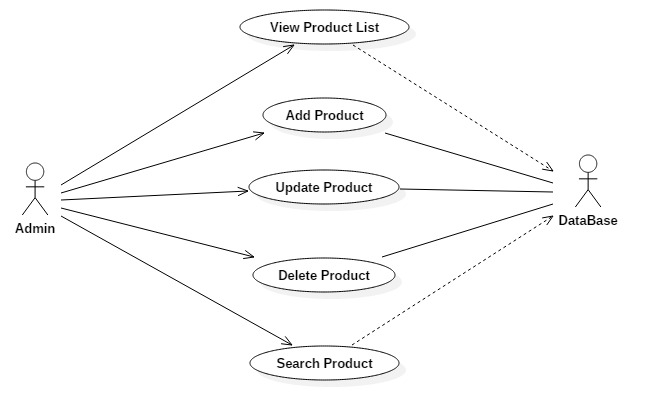 View Product List
Add Product
Update Product
Admin
DataBase
Delete Product
Search Product